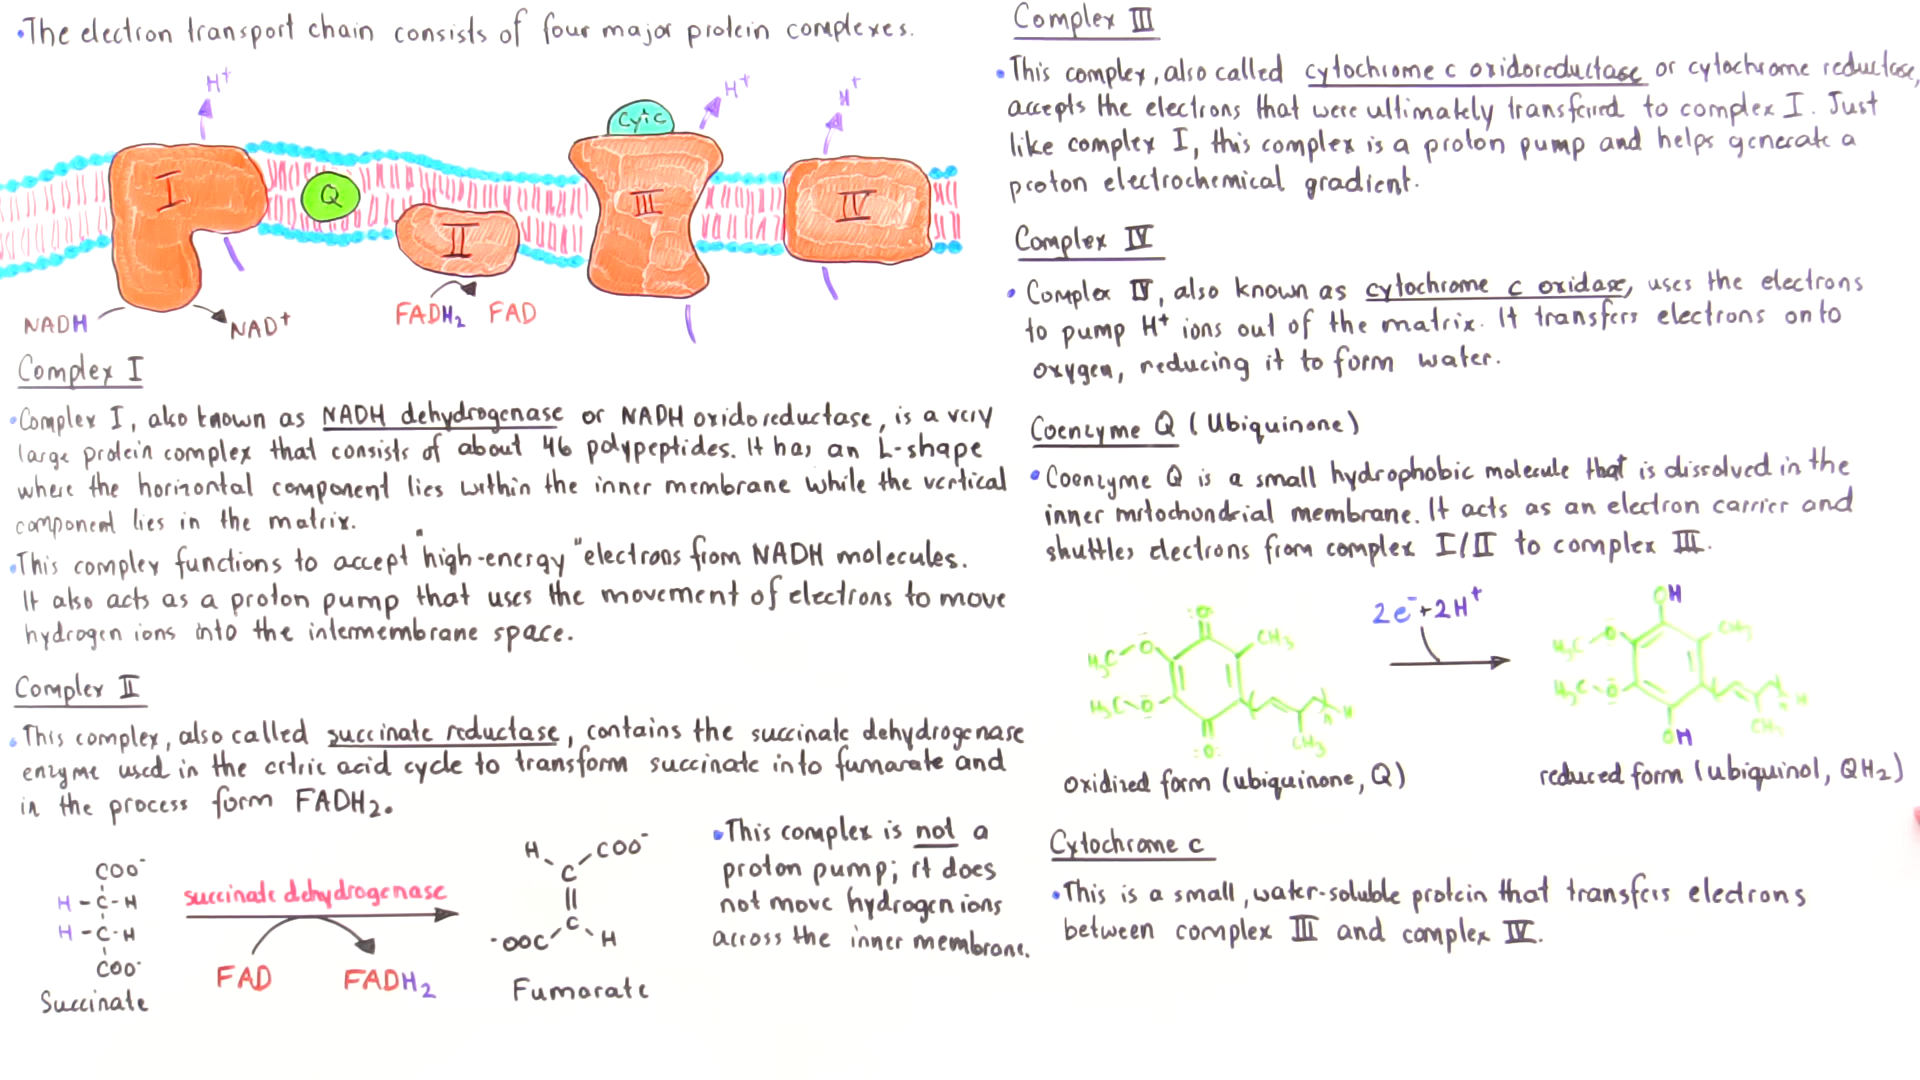 •The electron transport chain consists of four major protein complexes.
H+
H+
H+
Cyt C
I
Q
II
III
IV
NADH
NAD+
FADH2 FAD
Complex I
•Complex I, also known as NADH dehydrogenase or NADH oxidoreductase, is a very
large protein complex that consists of about 46 polypeptides. It has an L-shape
where the horizontal component lies within the inner membrane while the vertical
component lies in the matrix.
•This complex functions to accept "high-energy" electrons from NADH molecules.
It also acts as a proton pump that uses the movement of electrons to move
hydrogen ions into the intermembrane space.
Complex II
•This complex, also called succinate reductase, contains the succinate dehydrogenase
enzyme used in the citric acid cycle to transform succinate into fumarate and
in the process form FADH2.
COO-
H-C-H
H-C-H
COO-
Succinate
succinate dehydrogenase
FAD
FADH2
H COO-
C
C
-OOC H
Fumarate
•This complex is not a
proton pump; it does
not move hydrogen ions
across the inner membrane.
Complex III
•This complex, also called cytochrome c oxidoreductase or cytochrome reductase,
accepts the electrons that were ultimately transferred to complex I. Just
like complex I, this complex is a proton pump and helps generate a
proton electrochemical gradient.
Complex IV
•Complex IV, also known as cytochrome c oxidase, uses the electrons
to pump H+ ions out of the matrix. It transfers electrons onto
oxygen, reducing it to form water.
Coenzyme Q (Ubiquinone)
•Coenzyme Q is a small hydrophobic molecule that is dissolved in the
inner mitochondrial membrane. It acts as an electron carrier and
shuttles electrons from complex I/II to complex III.
:O:
H3C-O
CH3
H3C-O
n H
CH3
:O:
2e-+2H+
OH
H3C-O
CH3
H3C-O
n H
CH3
OH
oxidized form (ubiquinone, Q)
reduced form (ubiquinol, QH2)
Cytochrome c
•This is a small, water-soluble protein that transfers electrons
between complex III and complex IV.